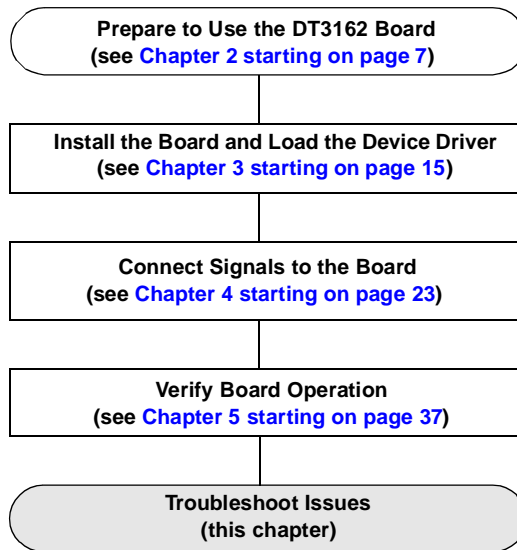 Prepare to Use the DT3162 Board
(see Chapter 2 starting on page 7)
Install the Board and Load the Device Driver
(see Chapter 3 starting on page 15)
Connect Signals to the Board
(see Chapter 4 starting on page 23)
Verify Board Operation
(see Chapter 5 starting on page 37)
Troubleshoot Issues
(this chapter)